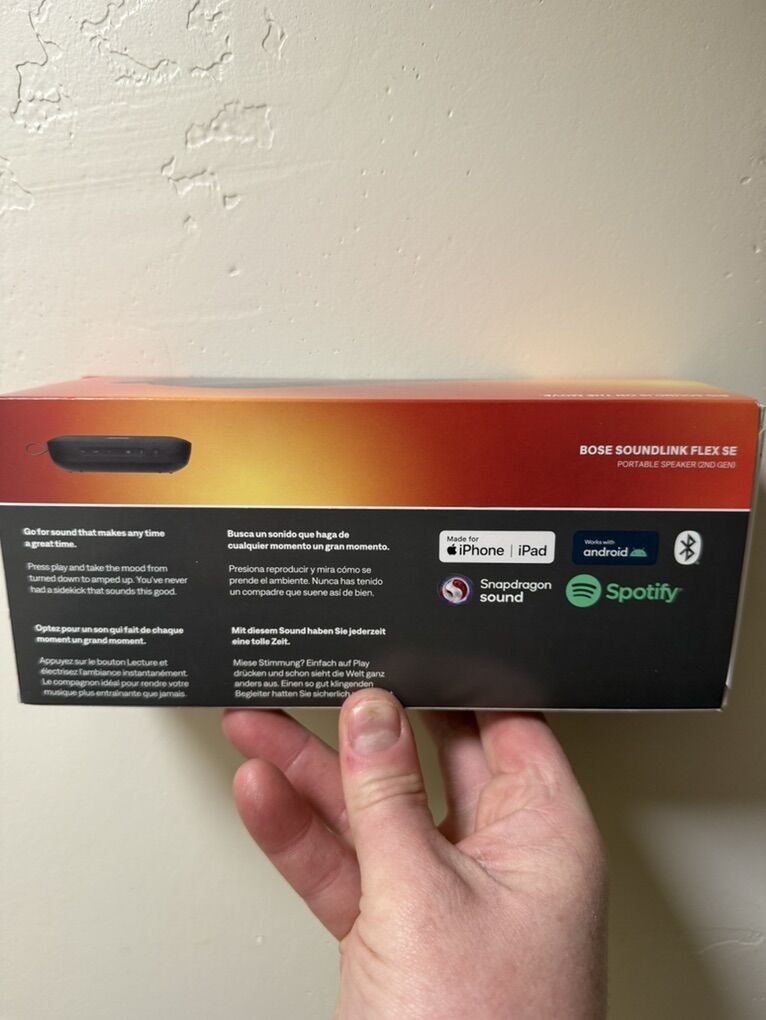 BIG SOUND IS ON THE MOVE
BOSE SOUNDLINK FLEX SE
PORTABLE SPEAKER (2ND GEN)
Go for sound that makes any time
a great time.
Press play and take the mood from
turned down to amped up. You've never
had a sidekick that sounds this good.
Busca un sonido que haga de
cualquier momento un gran momento.
Presiona reproducir y mira cómo se
prende el ambiente. Nunca has tenido
un compadre que suene así de bien.
Optez pour un son qui fait de chaque
moment un grand moment.
Appuyez sur le bouton Lecture et
électrisez l'ambiance instantanément.
Le compagnon idéal pour rendre votre
musique plus entraînante que jamais.
Mit diesem Sound haben Sie jederzeit
eine tolle Zeit.
Miese Stimmung? Einfach auf Play
drücken und schon sieht die Welt ganz
anders aus. Einen so gut klingenden
Begleiter hatten Sie sicherlich
Made for
iPhone | iPad
Works with
android
Snapdragon
sound
Spotify